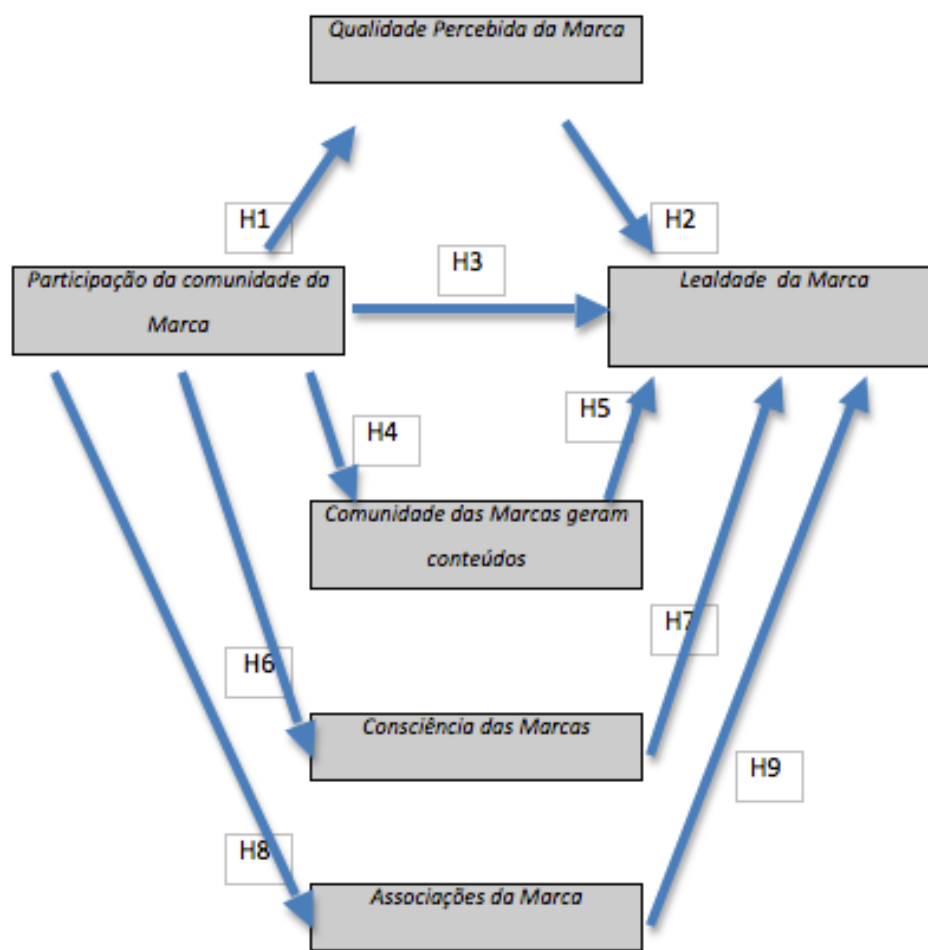 Qualidade Percebida da Marca
H1
H2
H3
Participação da comunidade da
Marca
Lealdade da Marca
H4
H5
Comunidade das Marcas geram
conteúdos
H6
H7
Consciência das Marcas
H9
H8
Associações da Marca